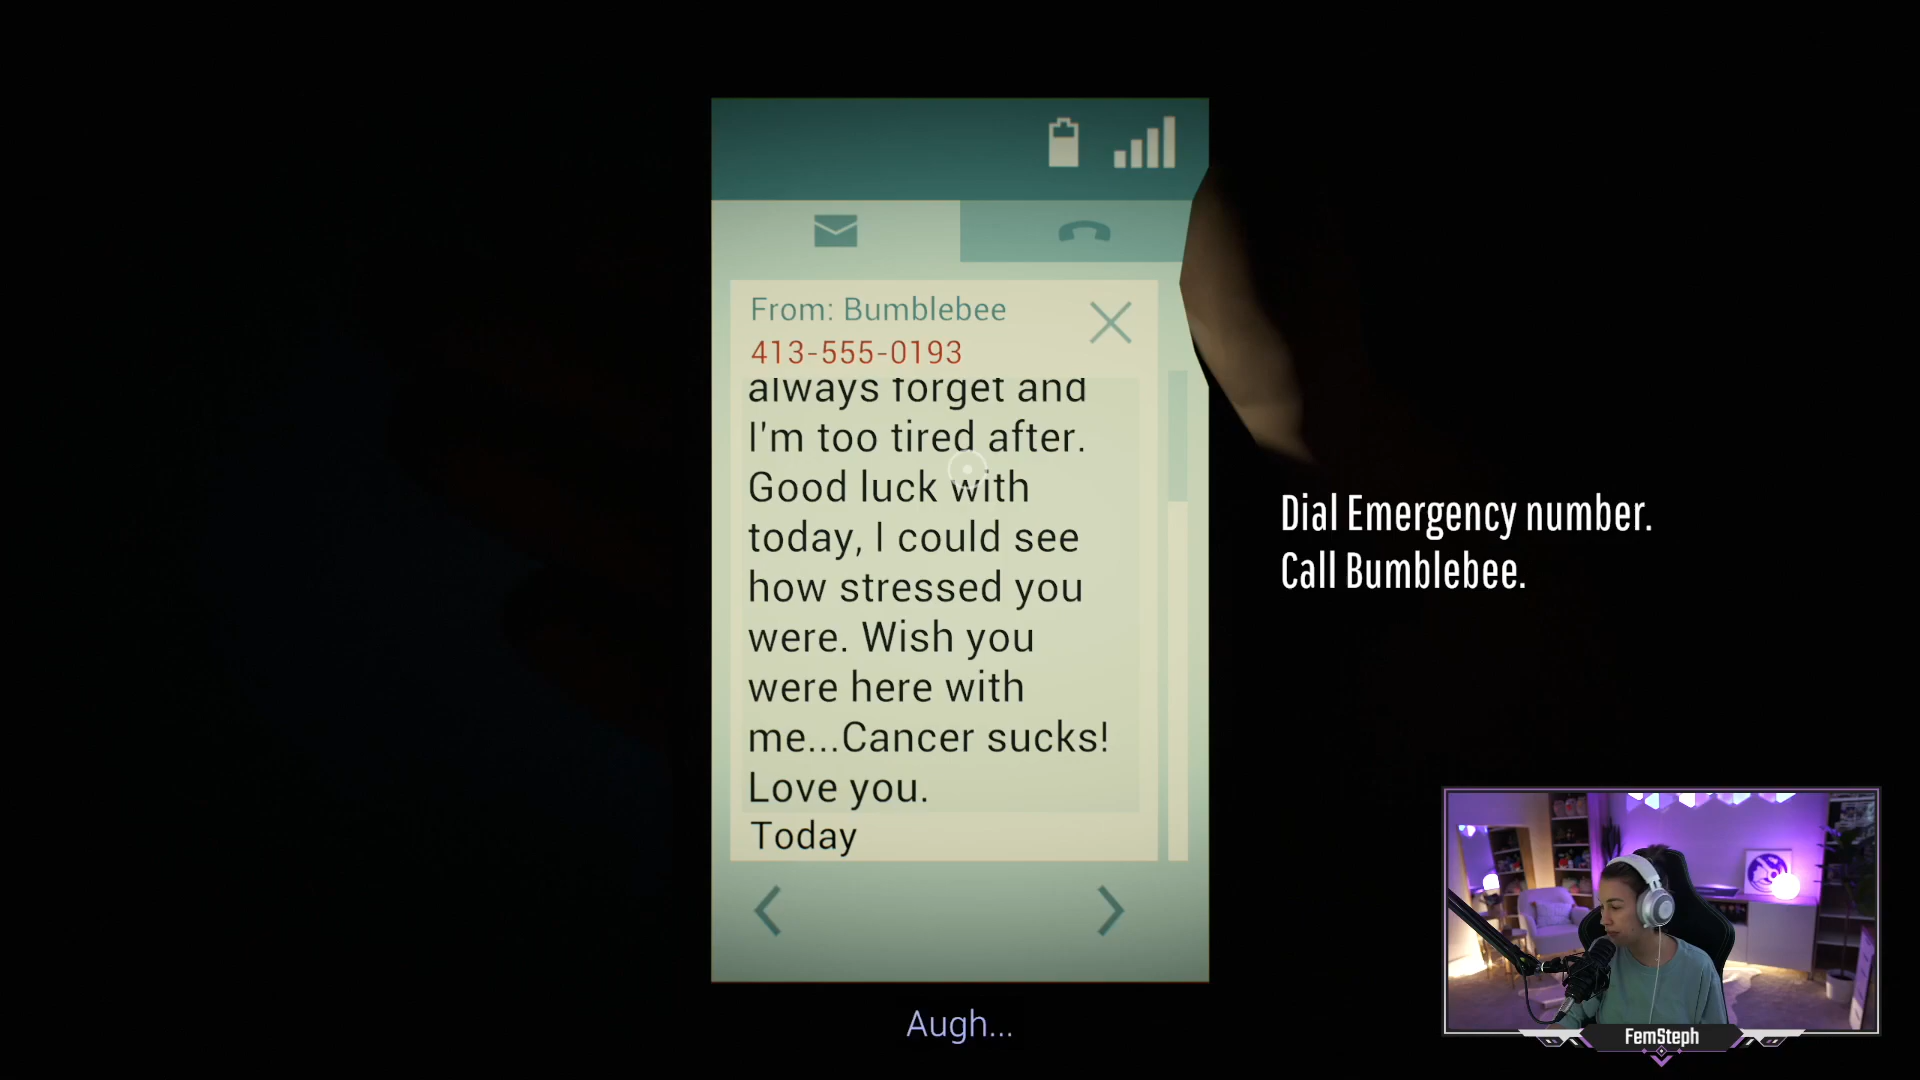 From: Bumblebee
413-555-0193
always forget and
I'm too tired after.
Good luck with
today, I could see
how stressed you
were. Wish you
were here with
me...Cancer sucks!
Love you.
Today
Dial Emergency number.
Call Bumblebee.
Augh...
FemSteph